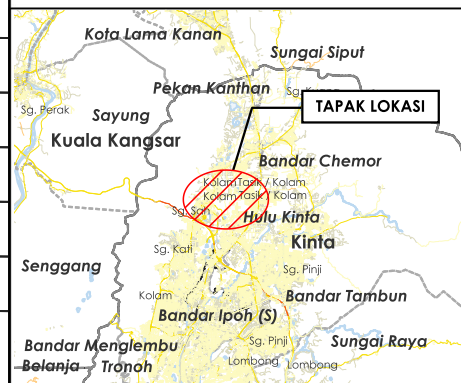 Kota Lama Kanan
Sungai Siput
Pekan Kanthan
Sg. Perak
TAPAK LOKASI
Sayung
Kuala Kangsar
Bandar Chemor
Kolam Tasik / Kolam
Kolam Tasik / Kolam
Hulu Kinta
Kinta
Sg. Kati
Senggang
Sg. Pinji
Kolam
Bandar Tambun
Bandar Ipoh (S)
Sungai Raya
Sg. Pinji
Bandar Menglembu
Belanja
Tronoh
Lombong
Lombong